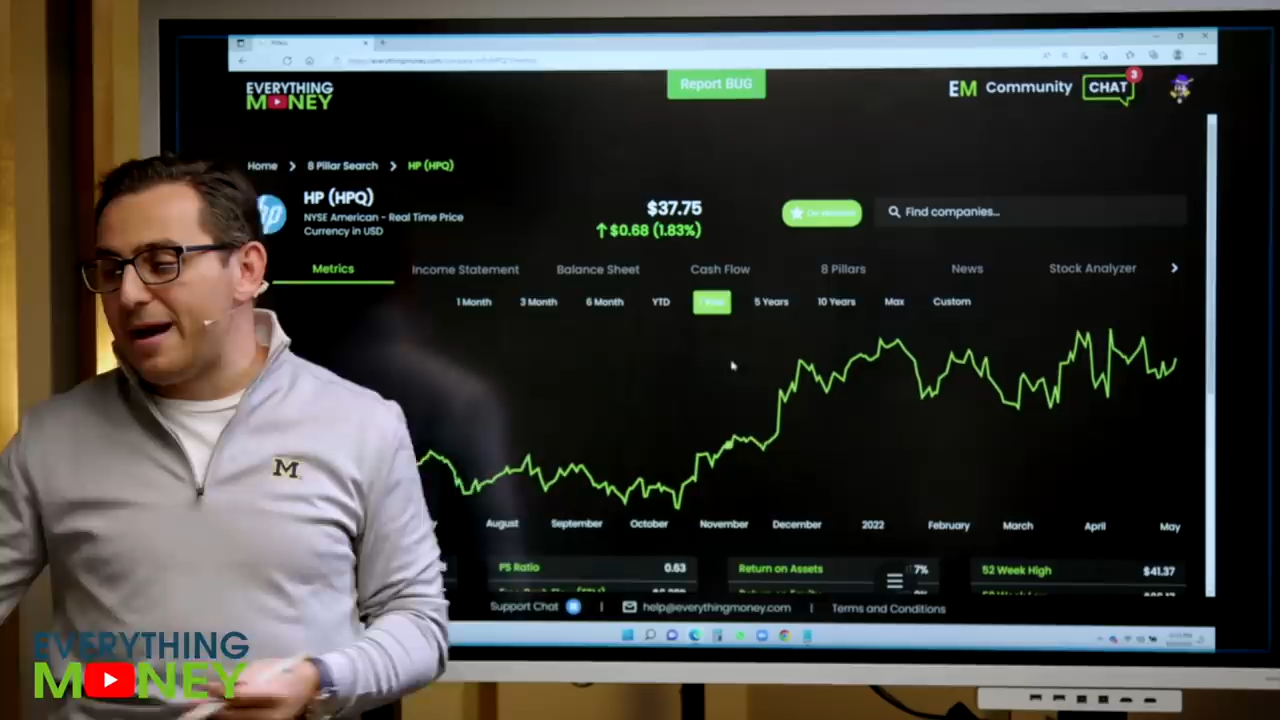 EVERYTHING
MONEY
Report BUG
EM Community
CHAT
3
Home > 8 Pillar Search > HP (HPQ)
hp
HP (HPQ)
NYSE American - Real Time Price
Currency in USD
$37.75
↑$0.68 (1.83%)
Find companies...
Metrics
Income Statement
Balance Sheet
Cash Flow
8 Pillars
News
Stock Analyzer
1 Month
3 Month
6 Month
YTD
5 Years
10 Years
Max
Custom
August
September
October
November
December
2022
February
March
April
May
PS Ratio 0.63
Return on Assets 7%
52 Week High $41.37
Support Chat | help@everythingmoney.com | Terms and Conditions
M
EVERYTHING
MONEY